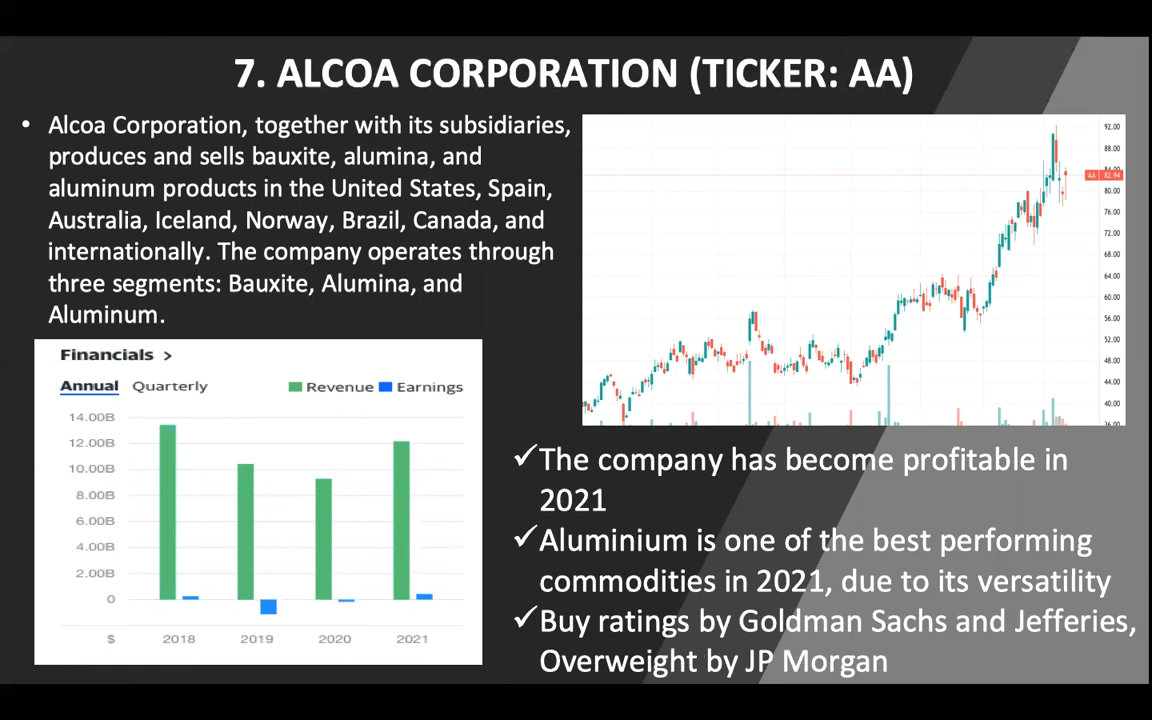 7. ALCOA CORPORATION (TICKER: AA)
• Alcoa Corporation, together with its subsidiaries,
produces and sells bauxite, alumina, and
aluminum products in the United States, Spain,
Australia, Iceland, Norway, Brazil, Canada, and
internationally. The company operates through
three segments: Bauxite, Alumina, and
Aluminum.
92.00
88.00
84.00
AA 82.94
80.00
76.00
72.00
68.00
64.00
60.00
56.00
52.00
48.00
44.00
40.00
36.00
Financials >
Annual Quarterly Revenue Earnings
14.00B
12.00B
10.00B
8.00B
6.00B
4.00B
2.00B
0
$ 2018 2019 2020 2021
✓The company has become profitable in
2021
✓Aluminium is one of the best performing
commodities in 2021, due to its versatility
✓Buy ratings by Goldman Sachs and Jefferies,
Overweight by JP Morgan